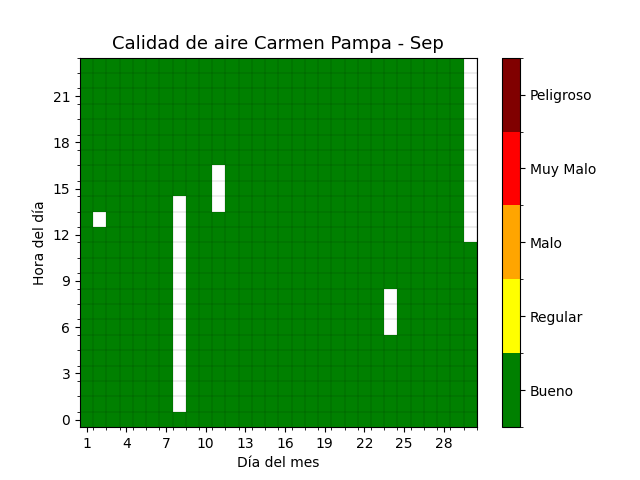 Calidad de aire Carmen Pampa - Sep
Hora del día
21
18
15
12
9
6
3
0
1 4 7 10 13 16 19 22 25 28
Día del mes
Peligroso
Muy Malo
Malo
Regular
Bueno